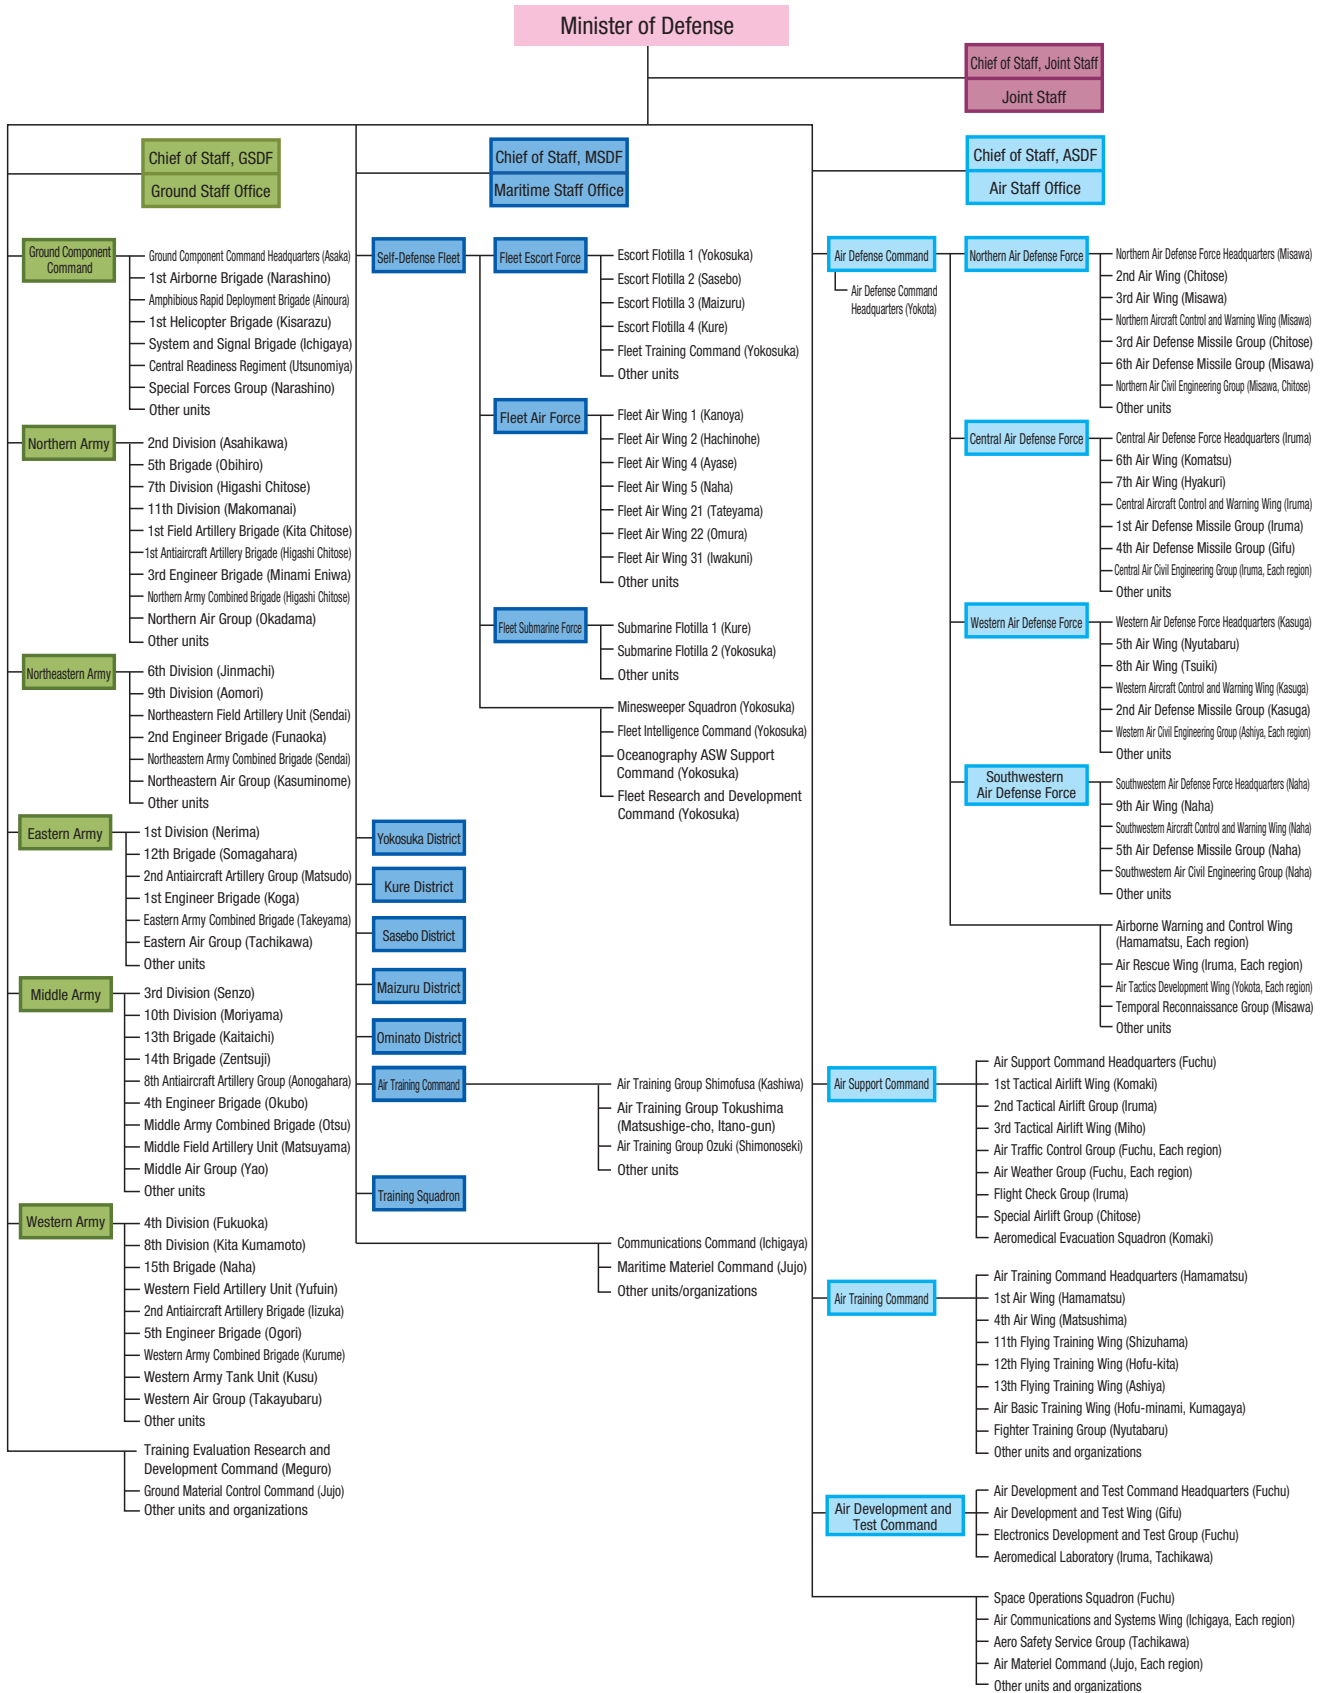 Minister of Defense
Chief of Staff, Joint Staff
Joint Staff
Chief of Staff, GSDF
Ground Staff Office
Ground Component
Command
Ground Component Command Headquarters (Asaka)
1st Airborne Brigade (Narashino)
Amphibious Rapid Deployment Brigade (Ainoura)
1st Helicopter Brigade (Kisarazu)
System and Signal Brigade (Ichigaya)
Central Readiness Regiment (Utsunomiya)
Special Forces Group (Narashino)
Other units
Northern Army
2nd Division (Asahikawa)
5th Brigade (Obihiro)
7th Division (Higashi Chitose)
11th Division (Makomanai)
1st Field Artillery Brigade (Kita Chitose)
1st Antiaircraft Artillery Brigade (Higashi Chitose)
3rd Engineer Brigade (Minami Eniwa)
Northern Army Combined Brigade (Higashi Chitose)
Northern Air Group (Okadama)
Other units
Northeastern Army
6th Division (Jinmachi)
9th Division (Aomori)
Northeastern Field Artillery Unit (Sendai)
2nd Engineer Brigade (Funaoka)
Northeastern Army Combined Brigade (Sendai)
Northeastern Air Group (Kasuminome)
Other units
Eastern Army
1st Division (Nerima)
12th Brigade (Somagahara)
2nd Antiaircraft Artillery Group (Matsudo)
1st Engineer Brigade (Koga)
Eastern Army Combined Brigade (Takeyama)
Eastern Air Group (Tachikawa)
Other units
Middle Army
3rd Division (Senzo)
10th Division (Moriyama)
13th Brigade (Kaitaichi)
14th Brigade (Zentsuji)
8th Antiaircraft Artillery Group (Aonogahara)
4th Engineer Brigade (Okubo)
Middle Army Combined Brigade (Otsu)
Middle Field Artillery Unit (Matsuyama)
Middle Air Group (Yao)
Other units
Western Army
4th Division (Fukuoka)
8th Division (Kita Kumamoto)
15th Brigade (Naha)
Western Field Artillery Unit (Yufuin)
2nd Antiaircraft Artillery Brigade (Iizuka)
5th Engineer Brigade (Ogori)
Western Army Combined Brigade (Kurume)
Western Army Tank Unit (Kusu)
Western Air Group (Takayubaru)
Other units
Training Evaluation Research and
Development Command (Meguro)
Ground Material Control Command (Jujo)
Other units and organizations
Chief of Staff, MSDF
Maritime Staff Office
Self-Defense Fleet
Fleet Escort Force
Escort Flotilla 1 (Yokosuka)
Escort Flotilla 2 (Sasebo)
Escort Flotilla 3 (Maizuru)
Escort Flotilla 4 (Kure)
Fleet Training Command (Yokosuka)
Other units
Fleet Air Force
Fleet Air Wing 1 (Kanoya)
Fleet Air Wing 2 (Hachinohe)
Fleet Air Wing 4 (Ayase)
Fleet Air Wing 5 (Naha)
Fleet Air Wing 21 (Tateyama)
Fleet Air Wing 22 (Omura)
Fleet Air Wing 31 (Iwakuni)
Other units
Fleet Submarine Force
Submarine Flotilla 1 (Kure)
Submarine Flotilla 2 (Yokosuka)
Other units
Minesweeper Squadron (Yokosuka)
Fleet Intelligence Command (Yokosuka)
Oceanography ASW Support
Command (Yokosuka)
Fleet Research and Development
Command (Yokosuka)
Yokosuka District
Kure District
Sasebo District
Maizuru District
Ominato District
Air Training Command
Air Training Group Shimofusa (Kashiwa)
Air Training Group Tokushima
(Matsushige-cho, Itano-gun)
Air Training Group Ozuki (Shimonoseki)
Other units
Training Squadron
Communications Command (Ichigaya)
Maritime Materiel Command (Jujo)
Other units/organizations
Chief of Staff, ASDF
Air Staff Office
Air Defense Command
Air Defense Command
Headquarters (Yokota)
Northern Air Defense Force
Northern Air Defense Force Headquarters (Misawa)
2nd Air Wing (Chitose)
3rd Air Wing (Misawa)
Northern Aircraft Control and Warning Wing (Misawa)
3rd Air Defense Missile Group (Chitose)
6th Air Defense Missile Group (Misawa)
Northern Air Civil Engineering Group (Misawa, Chitose)
Other units
Central Air Defense Force
Central Air Defense Force Headquarters (Iruma)
6th Air Wing (Komatsu)
7th Air Wing (Hyakuri)
Central Aircraft Control and Warning Wing (Iruma)
1st Air Defense Missile Group (Iruma)
4th Air Defense Missile Group (Gifu)
Central Air Civil Engineering Group (Iruma, Each region)
Other units
Western Air Defense Force
Western Air Defense Force Headquarters (Kasuga)
5th Air Wing (Nyutabaru)
8th Air Wing (Tsuiki)
Western Aircraft Control and Warning Wing (Kasuga)
2nd Air Defense Missile Group (Kasuga)
Western Air Civil Engineering Group (Ashiya, Each region)
Other units
Southwestern
Air Defense Force
Southwestern Air Defense Force Headquarters (Naha)
9th Air Wing (Naha)
Southwestern Aircraft Control and Warning Wing (Naha)
5th Air Defense Missile Group (Naha)
Southwestern Air Civil Engineering Group (Naha)
Other units
Airborne Warning and Control Wing
(Hamamatsu, Each region)
Air Rescue Wing (Iruma, Each region)
Air Tactics Development Wing (Yokota, Each region)
Temporal Reconnaissance Group (Misawa)
Other units
Air Support Command
Air Support Command Headquarters (Fuchu)
1st Tactical Airlift Wing (Komaki)
2nd Tactical Airlift Group (Iruma)
3rd Tactical Airlift Wing (Miho)
Air Traffic Control Group (Fuchu, Each region)
Air Weather Group (Fuchu, Each region)
Flight Check Group (Iruma)
Special Airlift Group (Chitose)
Aeromedical Evacuation Squadron (Komaki)
Air Training Command
Air Training Command Headquarters (Hamamatsu)
1st Air Wing (Hamamatsu)
4th Air Wing (Matsushima)
11th Flying Training Wing (Shizuhama)
12th Flying Training Wing (Hofu-kita)
13th Flying Training Wing (Ashiya)
Air Basic Training Wing (Hofu-minami, Kumagaya)
Fighter Training Group (Nyutabaru)
Other units and organizations
Air Development and
Test Command
Air Development and Test Command Headquarters (Fuchu)
Air Development and Test Wing (Gifu)
Electronics Development and Test Group (Fuchu)
Aeromedical Laboratory (Iruma, Tachikawa)
Space Operations Squadron (Fuchu)
Air Communications and Systems Wing (Ichigaya, Each region)
Aero Safety Service Group (Tachikawa)
Air Materiel Command (Jujo, Each region)
Other units and organizations